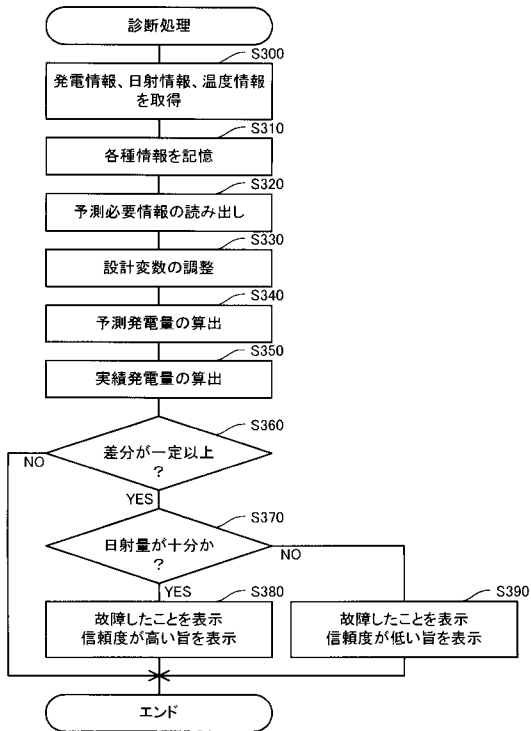 診断処理
S300
発電情報、日射情報、温度情報
を取得
S310
各種情報を記憶
S320
予測必要情報の読み出し
S330
設計変数の調整
S340
予測発電量の算出
S350
実績発電量の算出
S360
差分が一定以上
?
NO
YES
S370
日射量が十分か
?
NO
YES
S380
故障したことを表示
信頼度が高い旨を表示
S390
故障したことを表示
信頼度が低い旨を表示
エンド